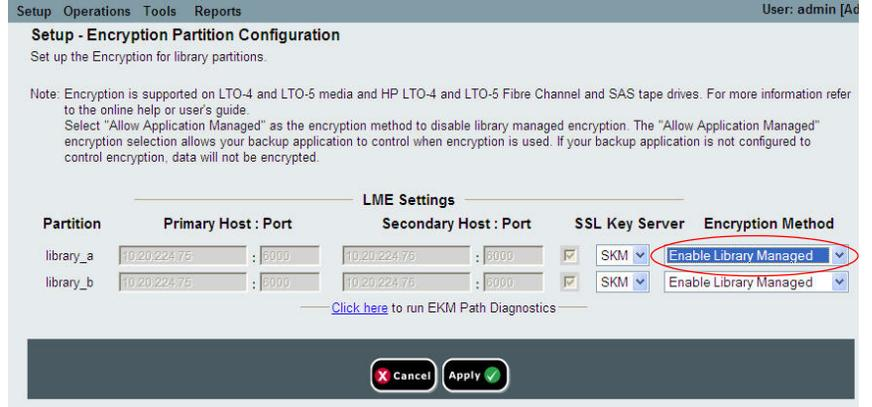 Setup Operations Tools Reports User: admin [Ad
Setup - Encryption Partition Configuration
Set up the Encryption for library partitions.
Note: Encryption is supported on LTO-4 and LTO-5 media and HP LTO-4 and LTO-5 Fibre Channel and SAS tape drives. For more information refer
to the online help or user's guide.
Select "Allow Application Managed" as the encryption method to disable library managed encryption. The "Allow Application Managed"
encryption selection allows your backup application to control when encryption is used. If your backup application is not configured to
control encryption, data will not be encrypted.
LME Settings
Partition Primary Host : Port Secondary Host : Port SSL Key Server Encryption Method
library_a 10.20.224.75 : 6000 10.20.224.76 : 6000 SKM Enable Library Managed
library_b 10.20.224.75 : 6000 10.20.224.76 : 6000 SKM Enable Library Managed
Click here to run EKM Path Diagnostics
Cancel Apply